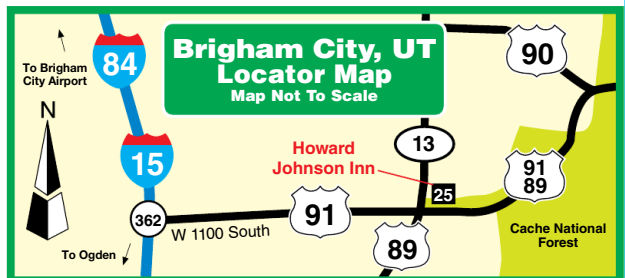 Brigham City, UT
Locator Map
Map Not To Scale
To Brigham
City Airport
84
90
N
15
Howard
Johnson Inn
13
25
91
89
362
W 1100 South
91
To Ogden
89
Cache National
Forest